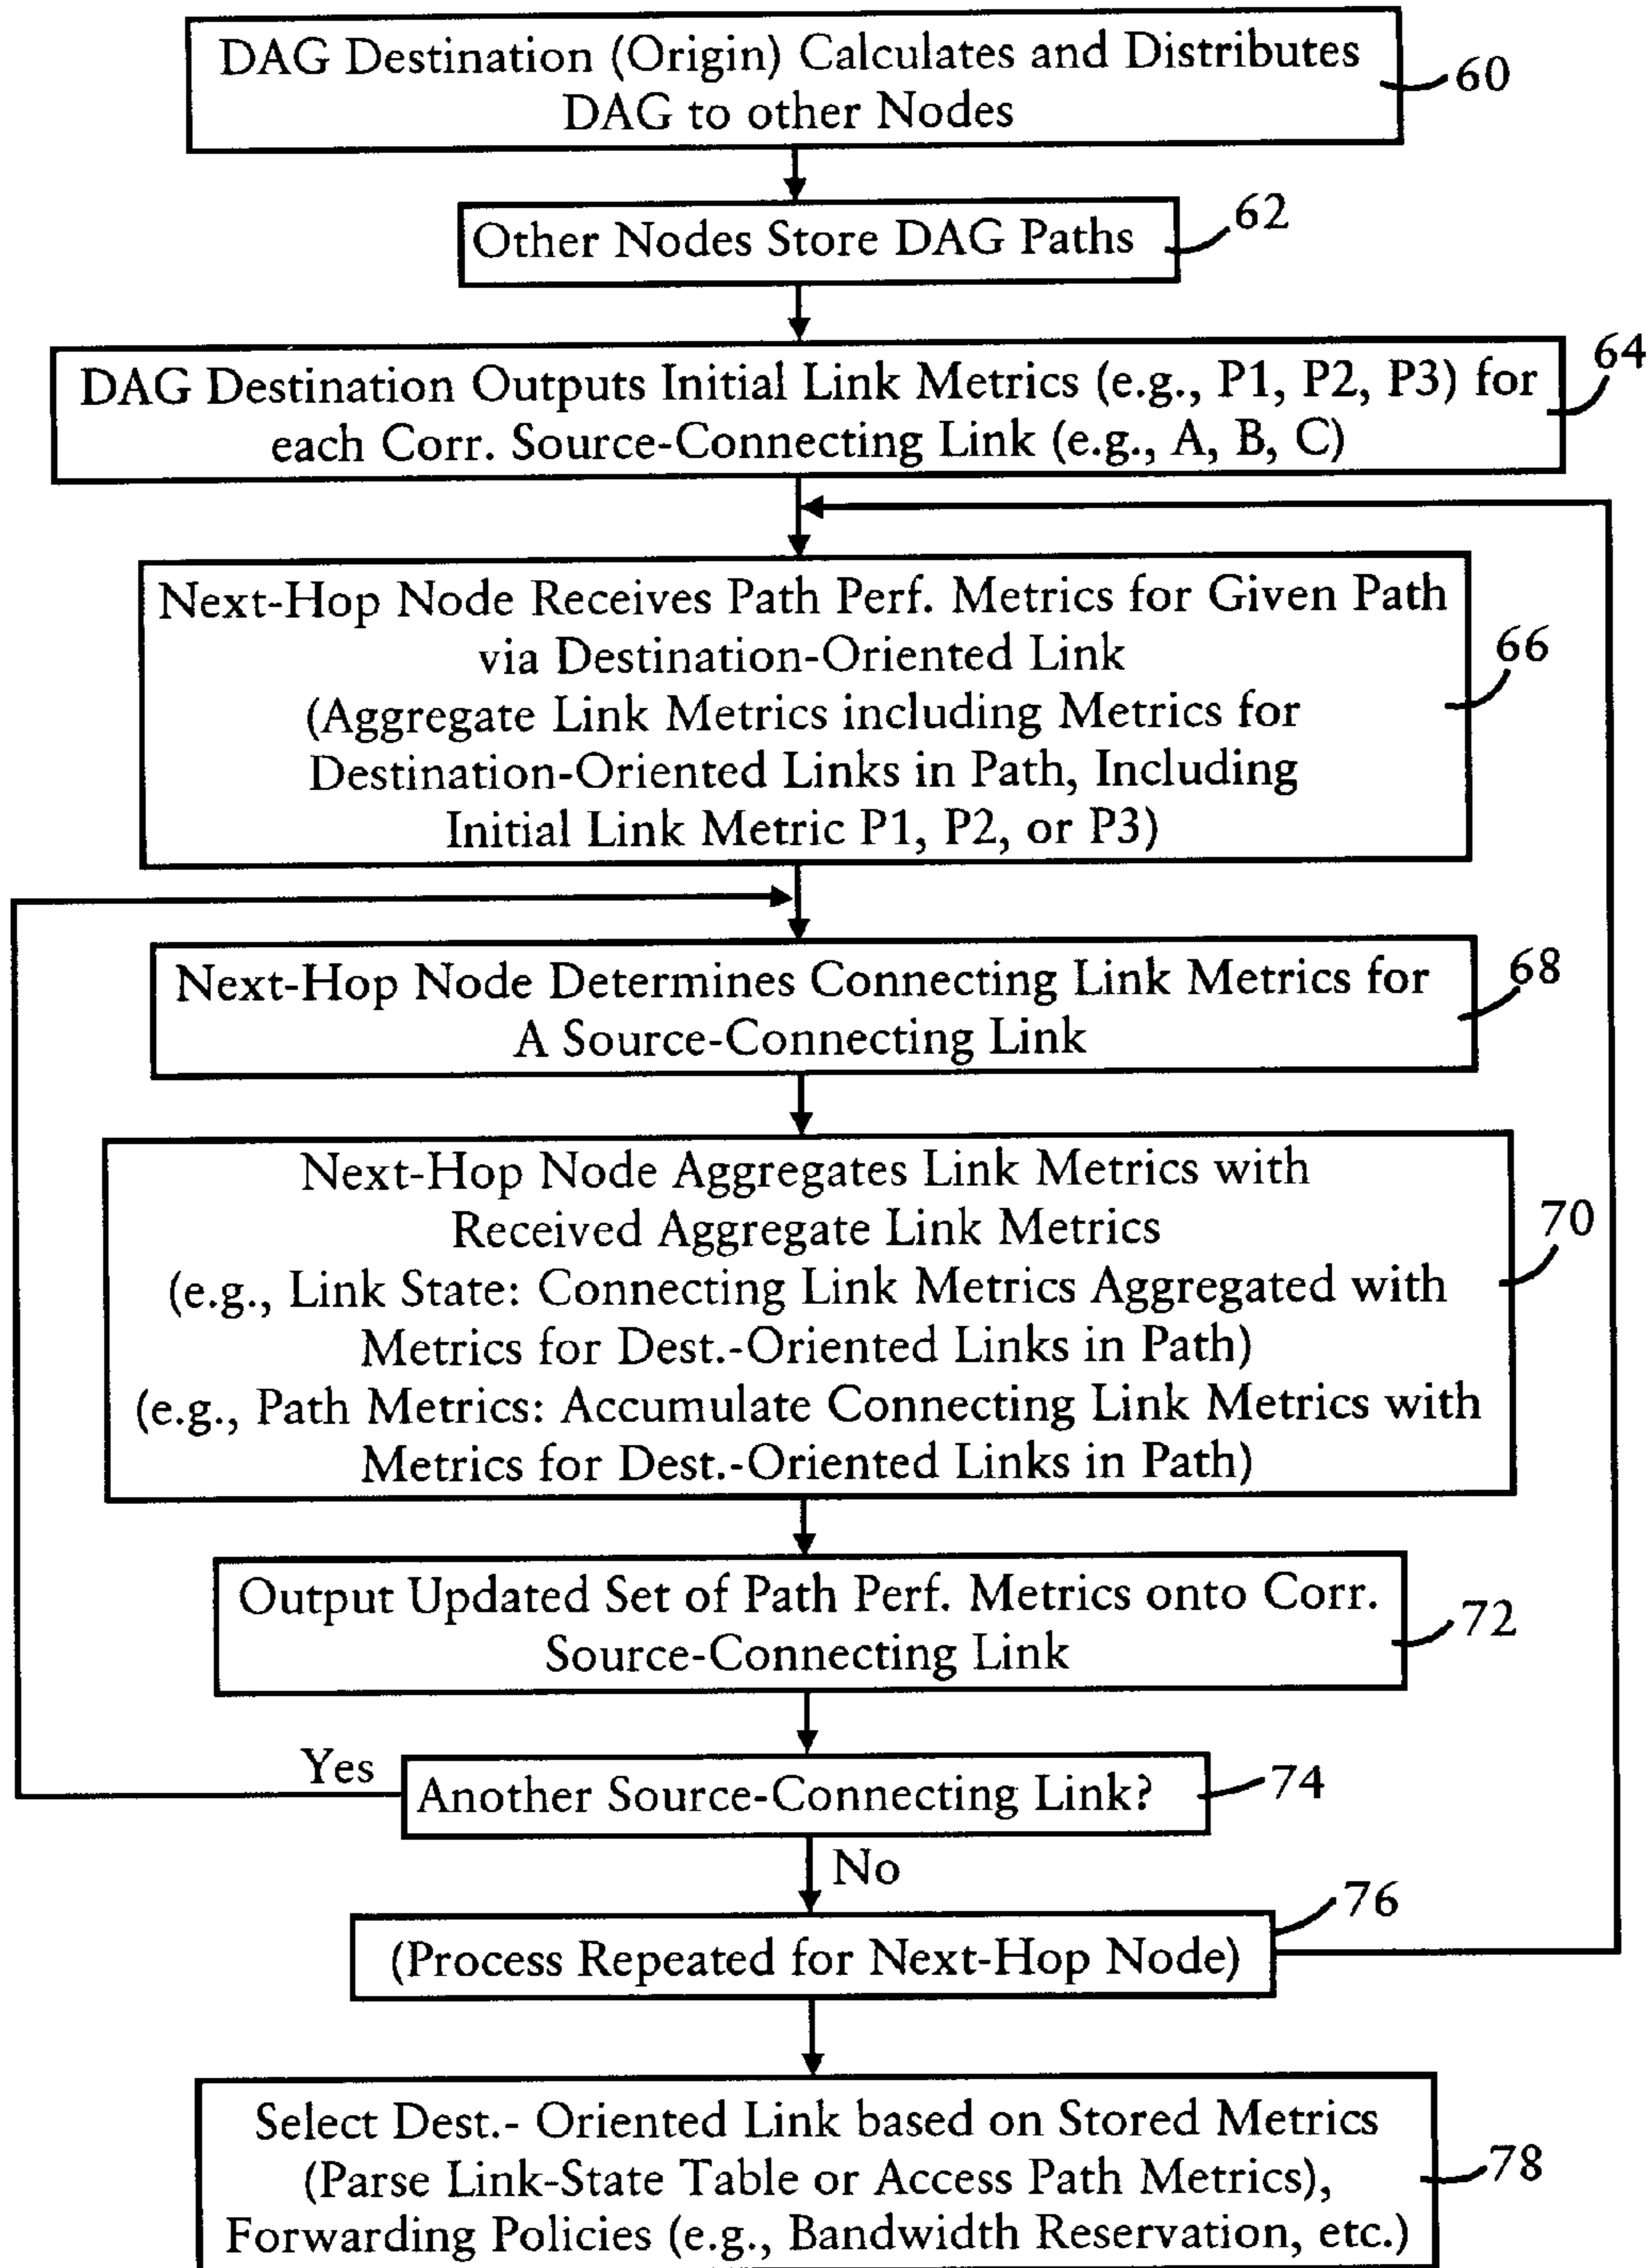 DAG Destination (Origin) Calculates and Distributes
DAG to other Nodes
60
Other Nodes Store DAG Paths
62
DAG Destination Outputs Initial Link Metrics (e.g., P1, P2, P3) for
each Corr. Source-Connecting Link (e.g., A, B, C)
64
Next-Hop Node Receives Path Perf. Metrics for Given Path
via Destination-Oriented Link
(Aggregate Link Metrics including Metrics for
Destination-Oriented Links in Path, Including
Initial Link Metric P1, P2, or P3)
66
Next-Hop Node Determines Connecting Link Metrics for
A Source-Connecting Link
68
Next-Hop Node Aggregates Link Metrics with
Received Aggregate Link Metrics
(e.g., Link State: Connecting Link Metrics Aggregated with
Metrics for Dest.-Oriented Links in Path)
(e.g., Path Metrics: Accumulate Connecting Link Metrics with
Metrics for Dest.-Oriented Links in Path)
70
Output Updated Set of Path Perf. Metrics onto Corr.
Source-Connecting Link
72
Yes
Another Source-Connecting Link?
74
No
76
(Process Repeated for Next-Hop Node)
Select Dest.- Oriented Link based on Stored Metrics
(Parse Link-State Table or Access Path Metrics),
Forwarding Policies (e.g., Bandwidth Reservation, etc.)
78